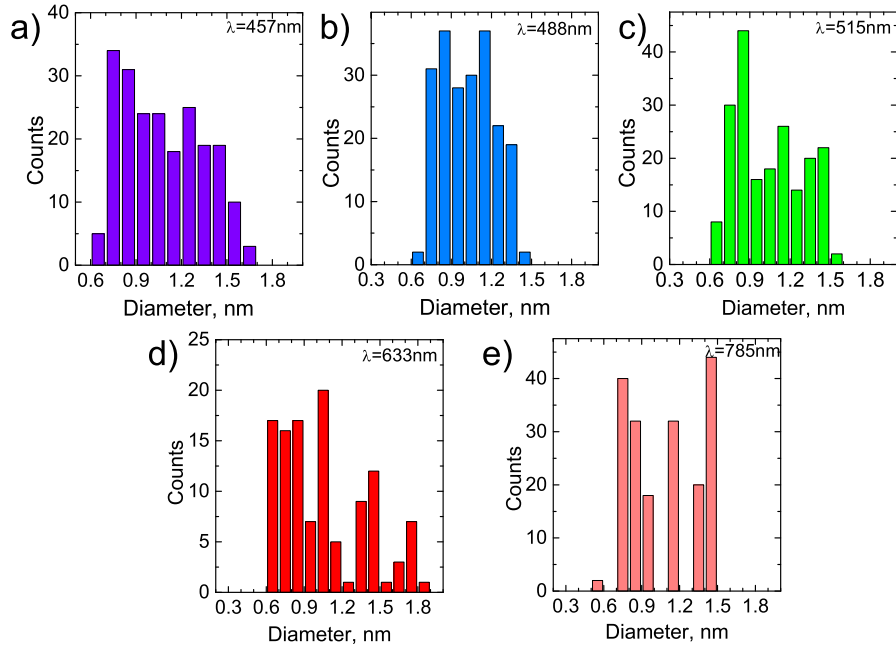 a)
λ=457nm
40
30
20
10
0
Counts
0.6 0.9 1.2 1.5 1.8
Diameter, nm
b)
λ=488nm
30
20
10
0
Counts
0.3 0.6 0.9 1.2 1.5 1.8
Diameter, nm
c)
λ=515nm
40
30
20
10
0
Counts
0.3 0.6 0.9 1.2 1.5 1.8
Diameter, nm
d)
λ=633nm
25
20
15
10
5
0
Counts
0.3 0.6 0.9 1.2 1.5 1.8
Diameter, nm
e)
λ=785nm
40
30
20
10
0
Counts
0.3 0.6 0.9 1.2 1.5 1.8
Diameter, nm